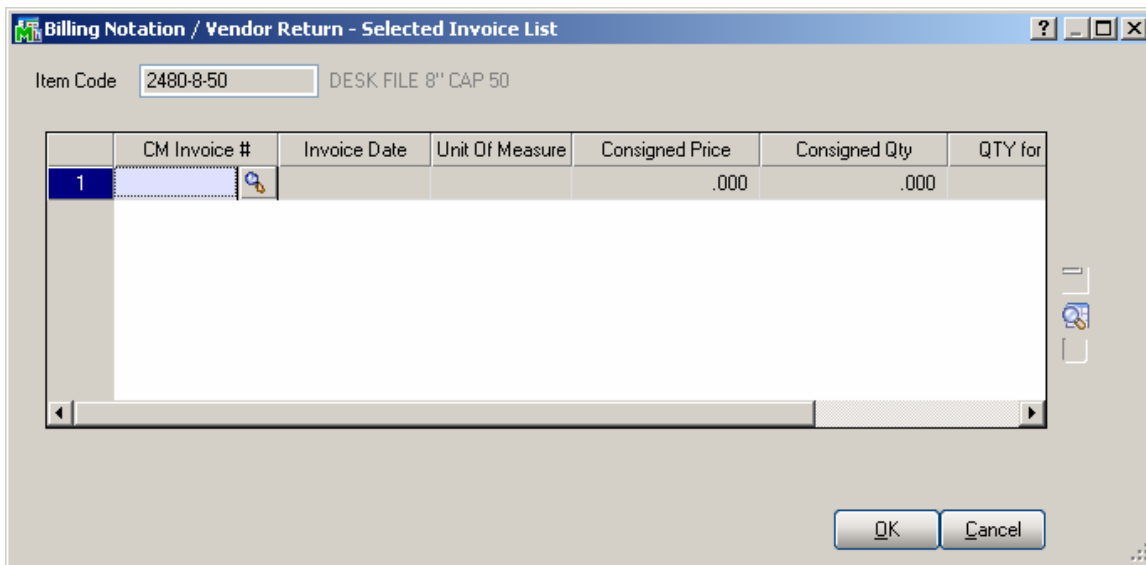 Billing Notation / Vendor Return - Selected Invoice List
Item Code 2480-8-50 DESK FILE 8" CAP 50
CM Invoice # Invoice Date Unit Of Measure Consigned Price Consigned Qty QTY for
1 .000 .000
OK Cancel